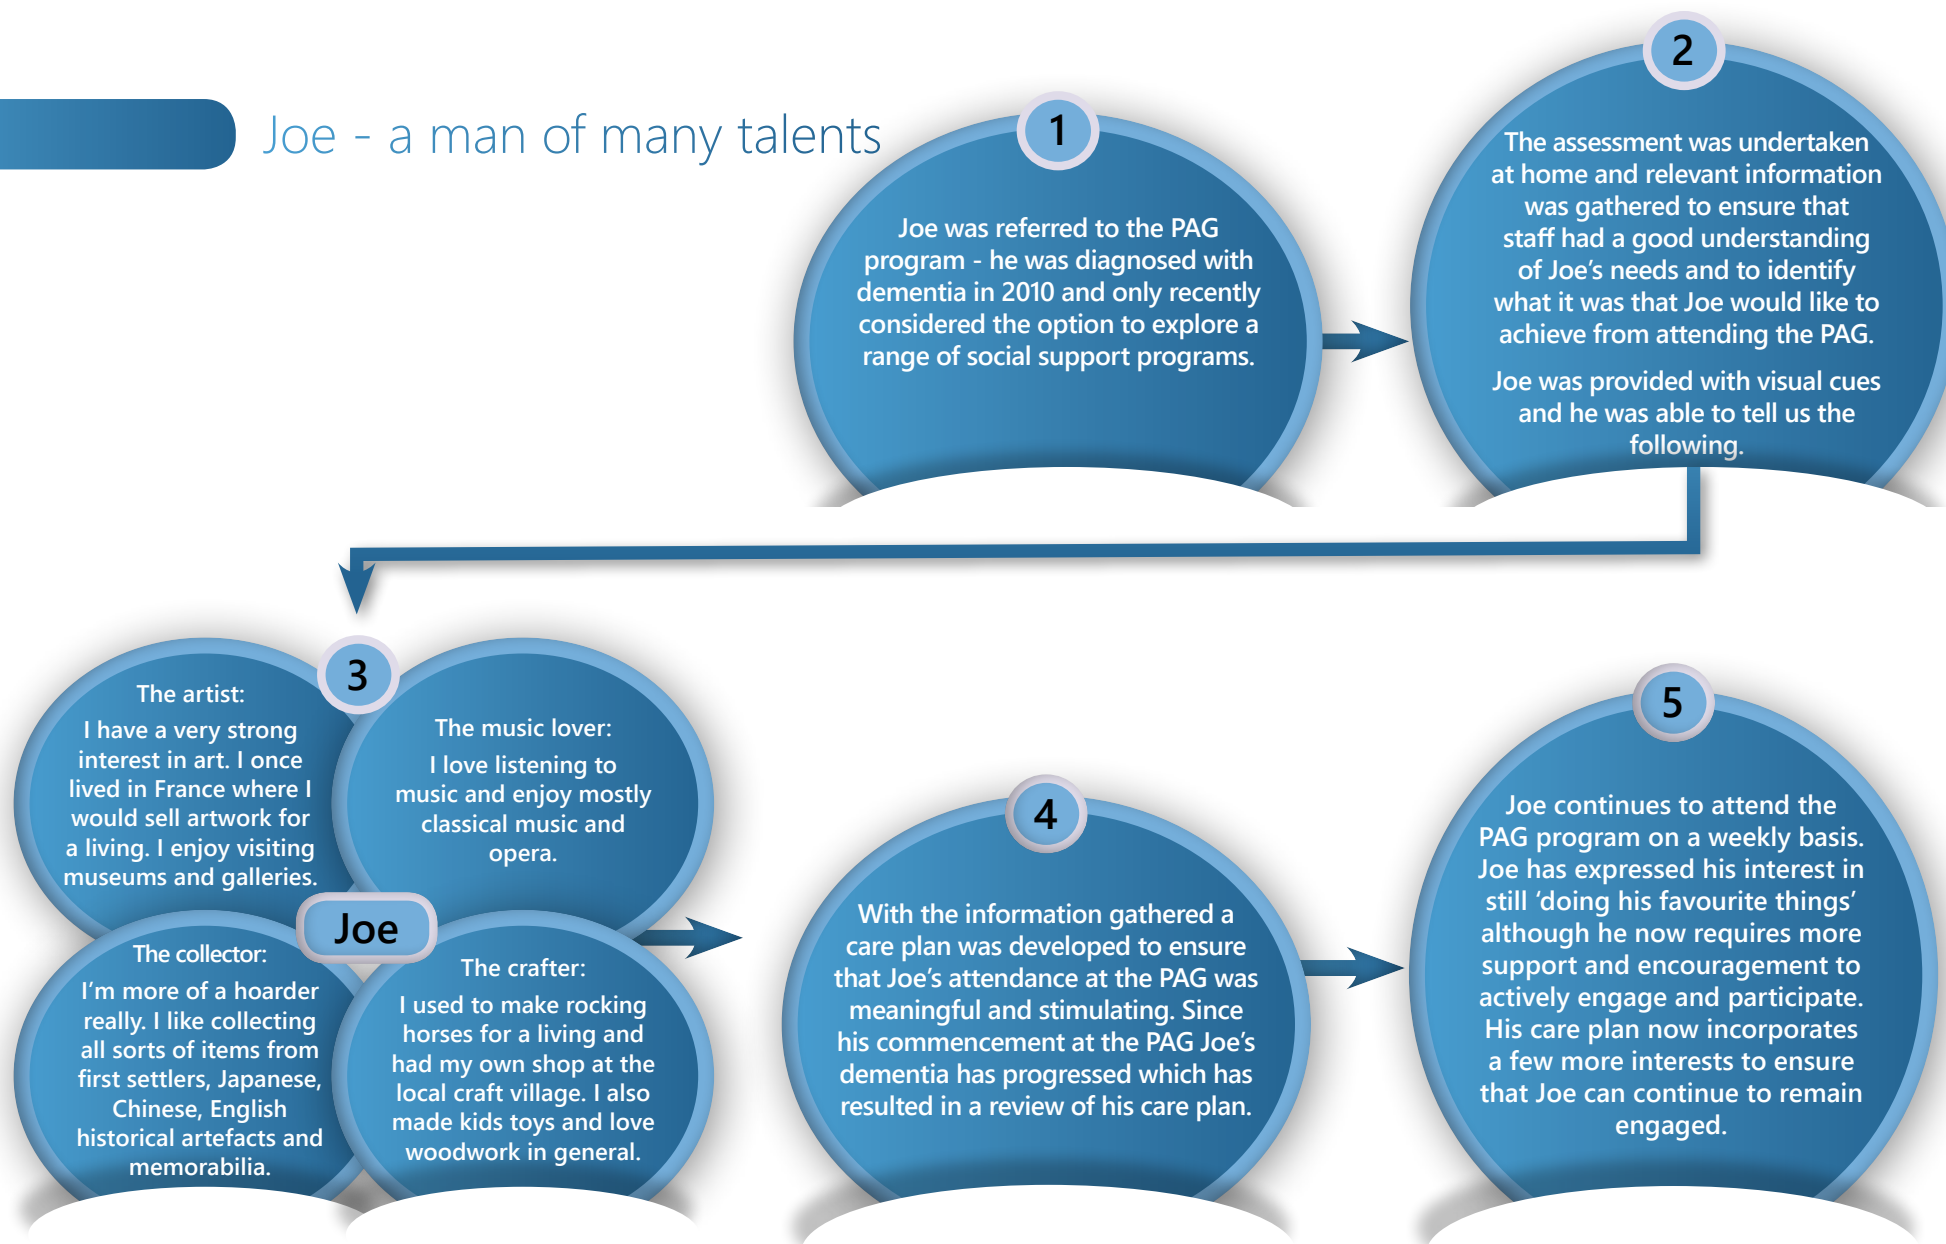 Joe - a man of many talents
1
Joe was referred to the PAG
program - he was diagnosed with
dementia in 2010 and only recently
considered the option to explore a
range of social support programs.
2
The assessment was undertaken
at home and relevant information
was gathered to ensure that
staff had a good understanding
of Joe’s needs and to identify
what it was that Joe would like to
achieve from attending the PAG.
Joe was provided with visual cues
and he was able to tell us the
following.
3
The artist:
I have a very strong
interest in art. I once
lived in France where I
would sell artwork for
a living. I enjoy visiting
museums and galleries.
The music lover:
I love listening to
music and enjoy mostly
classical music and
opera.
Joe
The collector:
I’m more of a hoarder
really. I like collecting
all sorts of items from
first settlers, Japanese,
Chinese, English
historical artefacts and
memorabilia.
The crafter:
I used to make rocking
horses for a living and
had my own shop at the
local craft village. I also
made kids toys and love
woodwork in general.
4
With the information gathered a
care plan was developed to ensure
that Joe’s attendance at the PAG was
meaningful and stimulating. Since
his commencement at the PAG Joe’s
dementia has progressed which has
resulted in a review of his care plan.
5
Joe continues to attend the
PAG program on a weekly basis.
Joe has expressed his interest in
still ‘doing his favourite things’
although he now requires more
support and encouragement to
actively engage and participate.
His care plan now incorporates
a few more interests to ensure
that Joe can continue to remain
engaged.